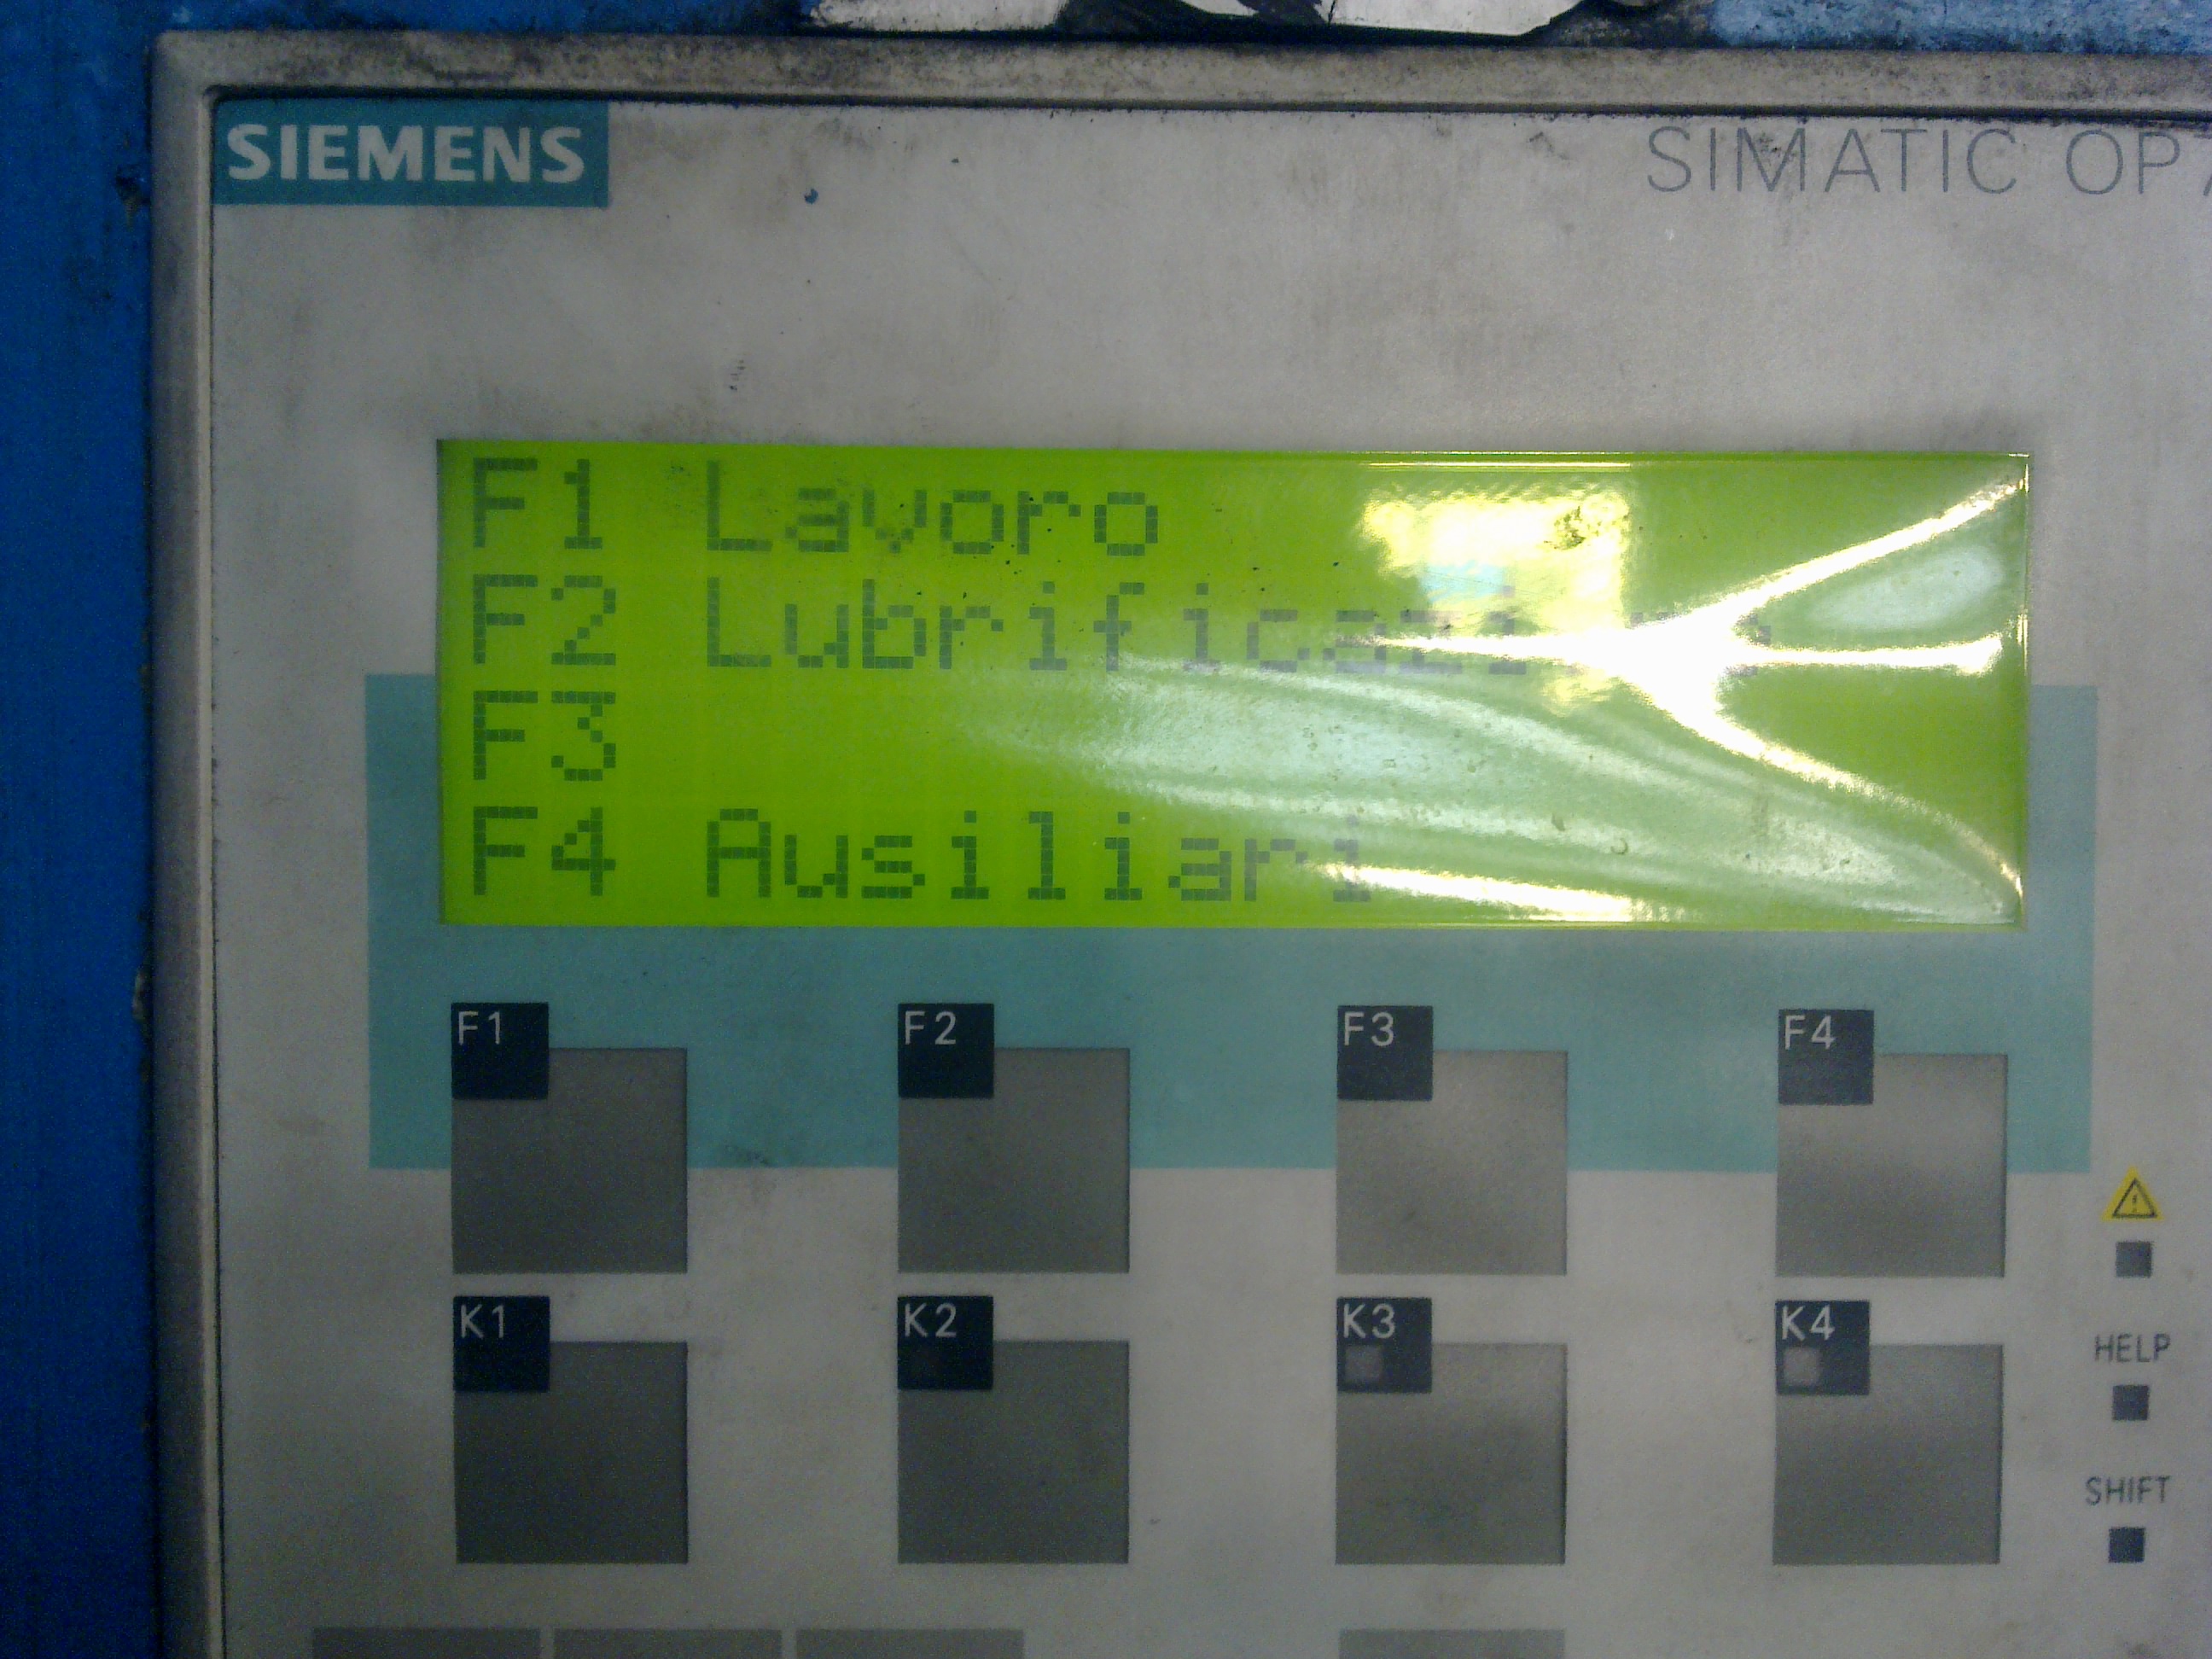 SIEMENS
SIMATIC OP
F1 Lavoro
F2
F3
F4 Ausiliari
F1 F2 F3 F4
K1 K2 K3 K4
HELP
SHIFT